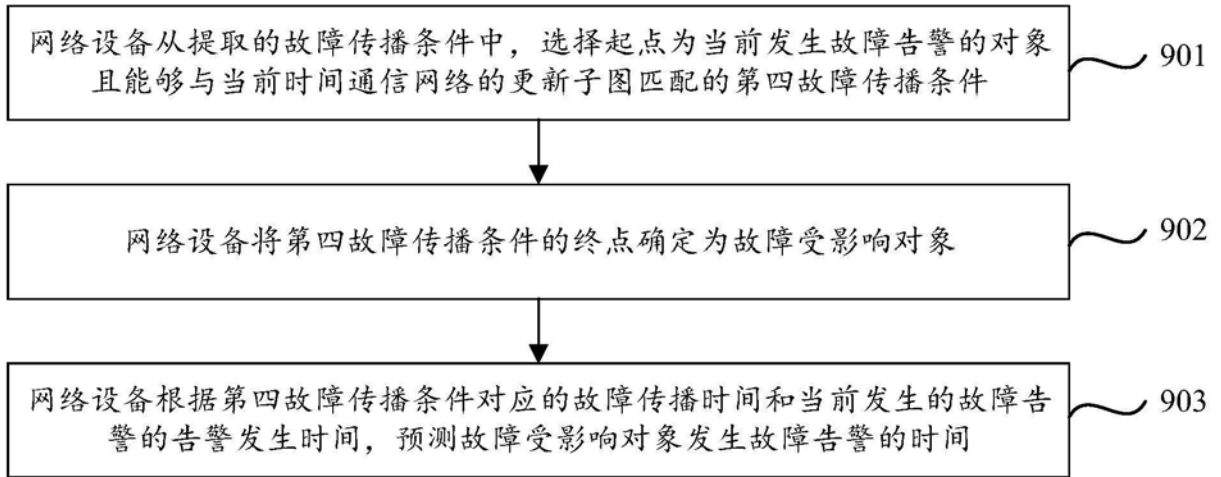 网络设备从提取的故障传播条件中，选择起点为当前发生故障告警的对象
且能够与当前时间通信网络的更新子图匹配的第四故障传播条件
901
网络设备将第四故障传播条件的终点确定为故障受影响对象
902
网络设备根据第四故障传播条件对应的故障传播时间和当前发生的故障告
警的告警发生时间，预测故障受影响对象发生故障告警的时间
903